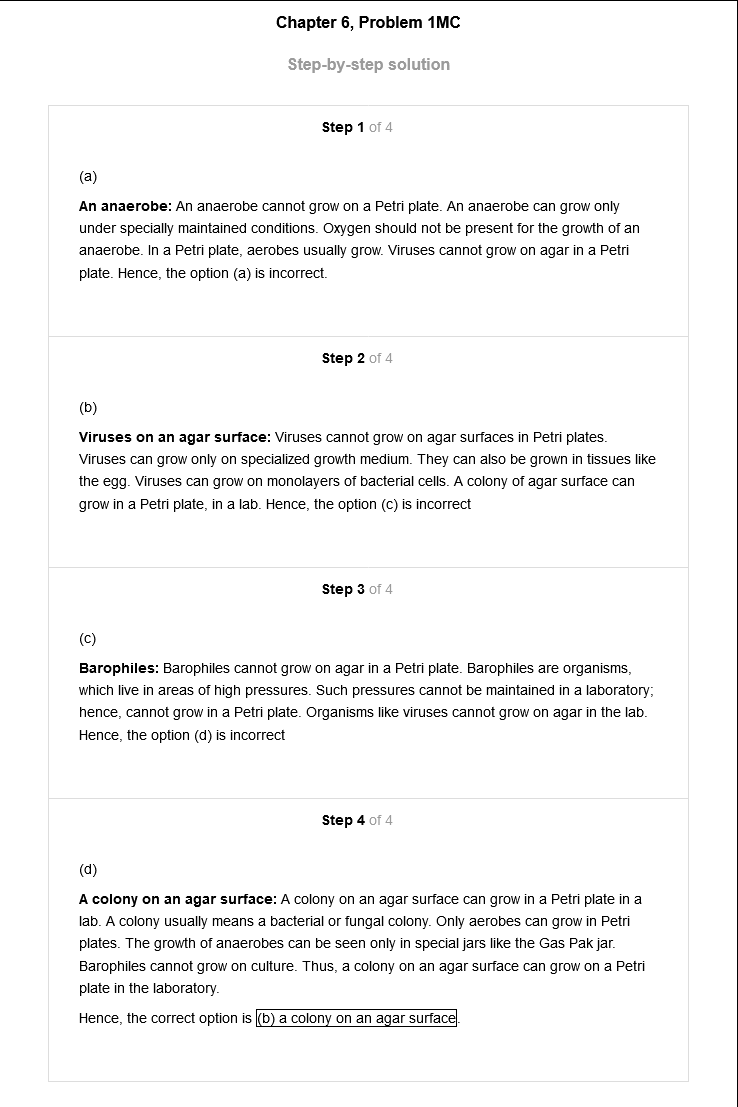 Chapter 6, Problem 1MC
Step-by-step solution
Step 1 of 4
(a)
An anaerobe: An anaerobe cannot grow on a Petri plate. An anaerobe can grow only
under specially maintained conditions. Oxygen should not be present for the growth of an
anaerobe. In a Petri plate, aerobes usually grow. Viruses cannot grow on agar in a Petri
plate. Hence, the option (a) is incorrect.
Step 2 of 4
(b)
Viruses on an agar surface: Viruses cannot grow on agar surfaces in Petri plates.
Viruses can grow only on specialized growth medium. They can also be grown in tissues like
the egg. Viruses can grow on monolayers of bacterial cells. A colony of agar surface can
grow in a Petri plate, in a lab. Hence, the option (c) is incorrect
Step 3 of 4
(c)
Barophiles: Barophiles cannot grow on agar in a Petri plate. Barophiles are organisms,
which live in areas of high pressures. Such pressures cannot be maintained in a laboratory;
hence, cannot grow in a Petri plate. Organisms like viruses cannot grow on agar in the lab.
Hence, the option (d) is incorrect
Step 4 of 4
(d)
A colony on an agar surface: A colony on an agar surface can grow in a Petri plate in a
lab. A colony usually means a bacterial or fungal colony. Only aerobes can grow in Petri
plates. The growth of anaerobes can be seen only in special jars like the Gas Pak jar.
Barophiles cannot grow on culture. Thus, a colony on an agar surface can grow on a Petri
plate in the laboratory.
Hence, the correct option is (b) a colony on an agar surface.